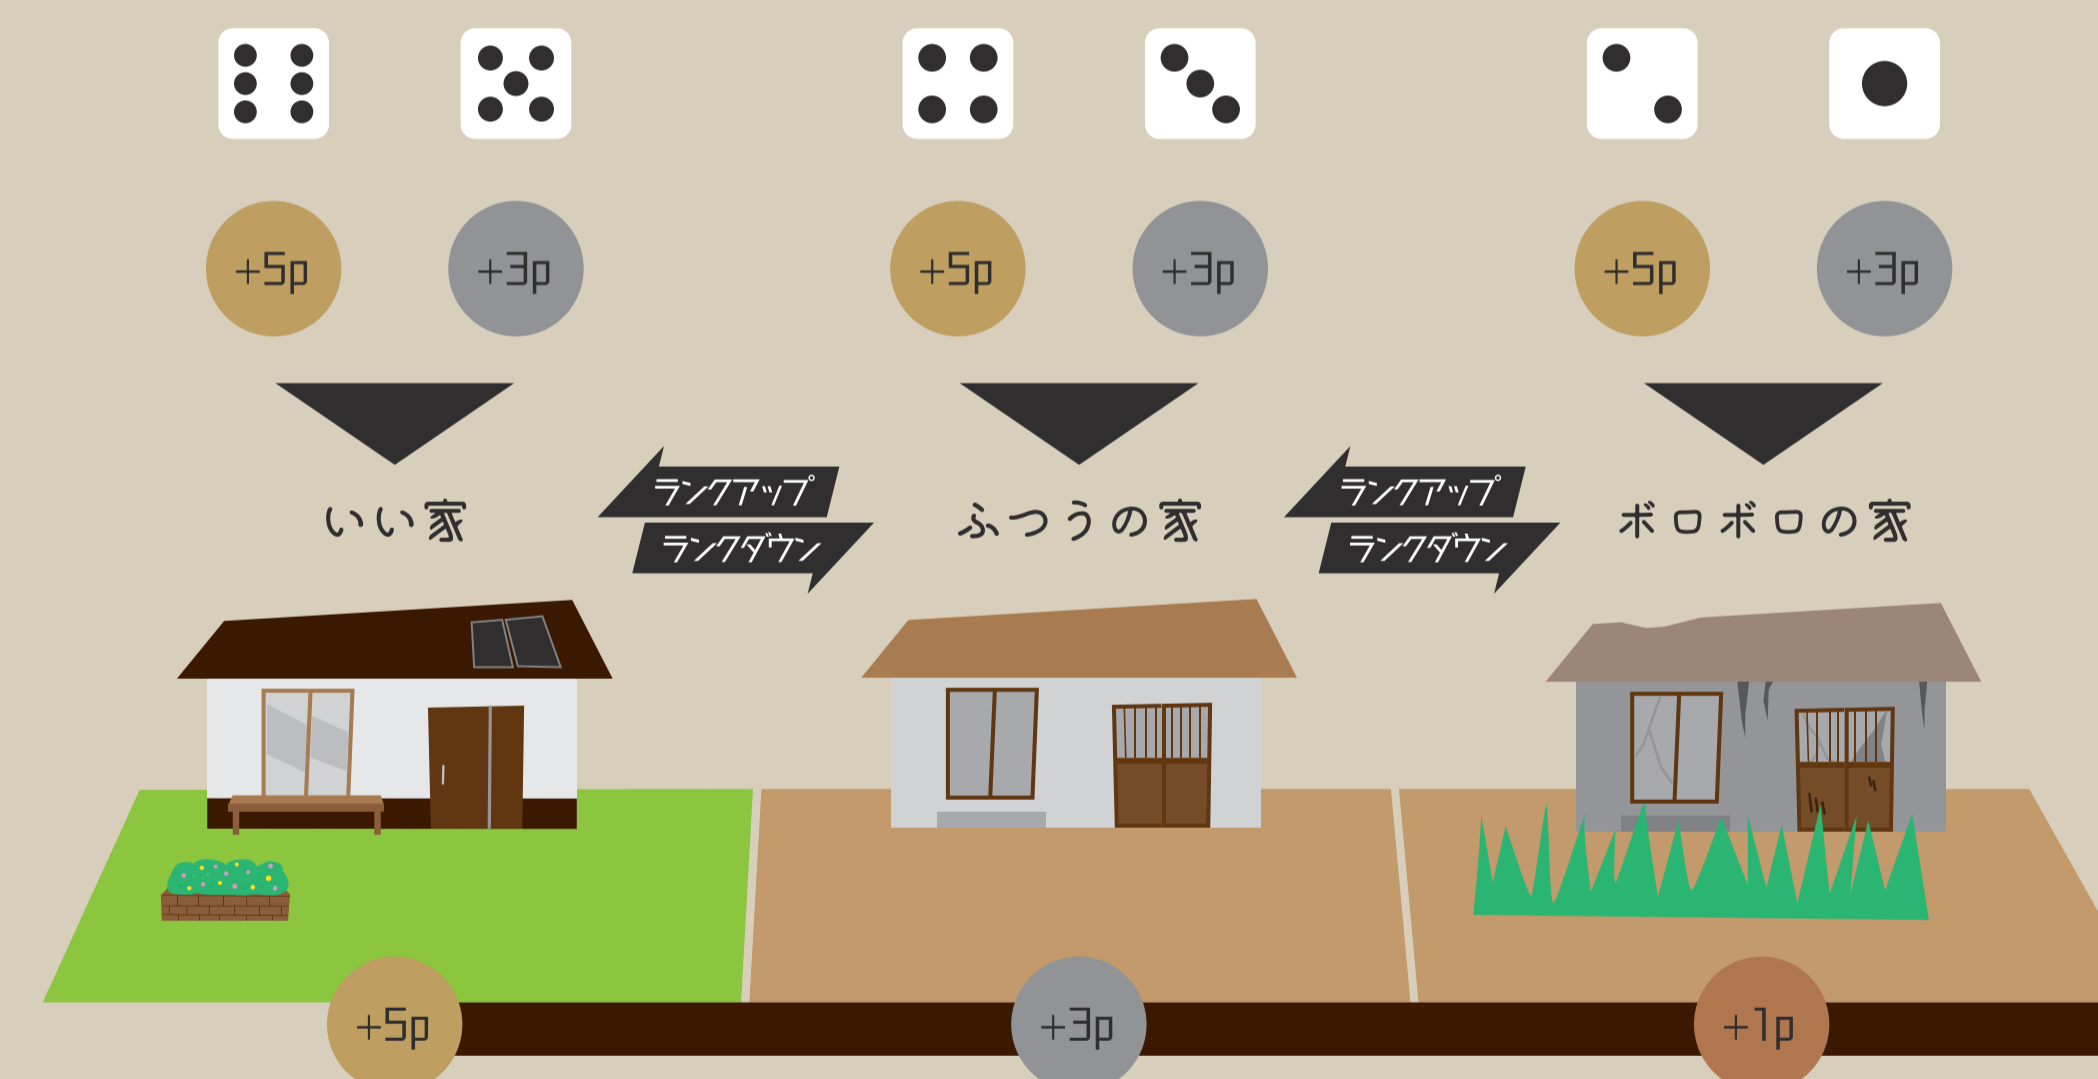 +5p +3p +5p +3p +5p +3p
ランクアップ ランクアップ
いい家 ふつうの家 ボロボロの家
ランクダウン ランクダウン
+5p +3p +1p